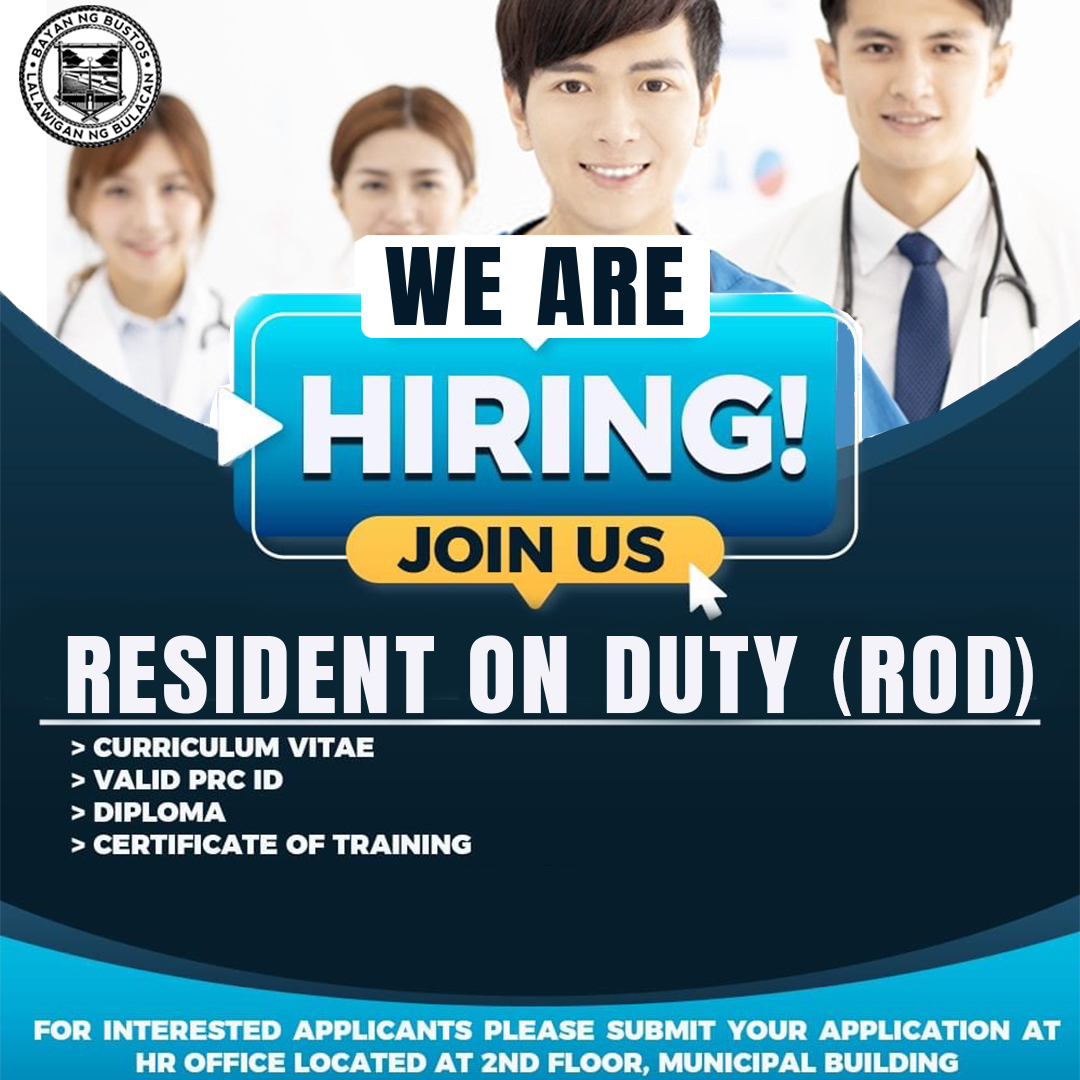 • BAYAN NG BUSTOS •
LALAWIGAN NG BULACAN
WE ARE
HIRING!
JOIN US
RESIDENT ON DUTY (ROD)
> CURRICULUM VITAE
> VALID PRC ID
> DIPLOMA
> CERTIFICATE OF TRAINING
FOR INTERESTED APPLICANTS PLEASE SUBMIT YOUR APPLICATION AT
HR OFFICE LOCATED AT 2ND FLOOR, MUNICIPAL BUILDING